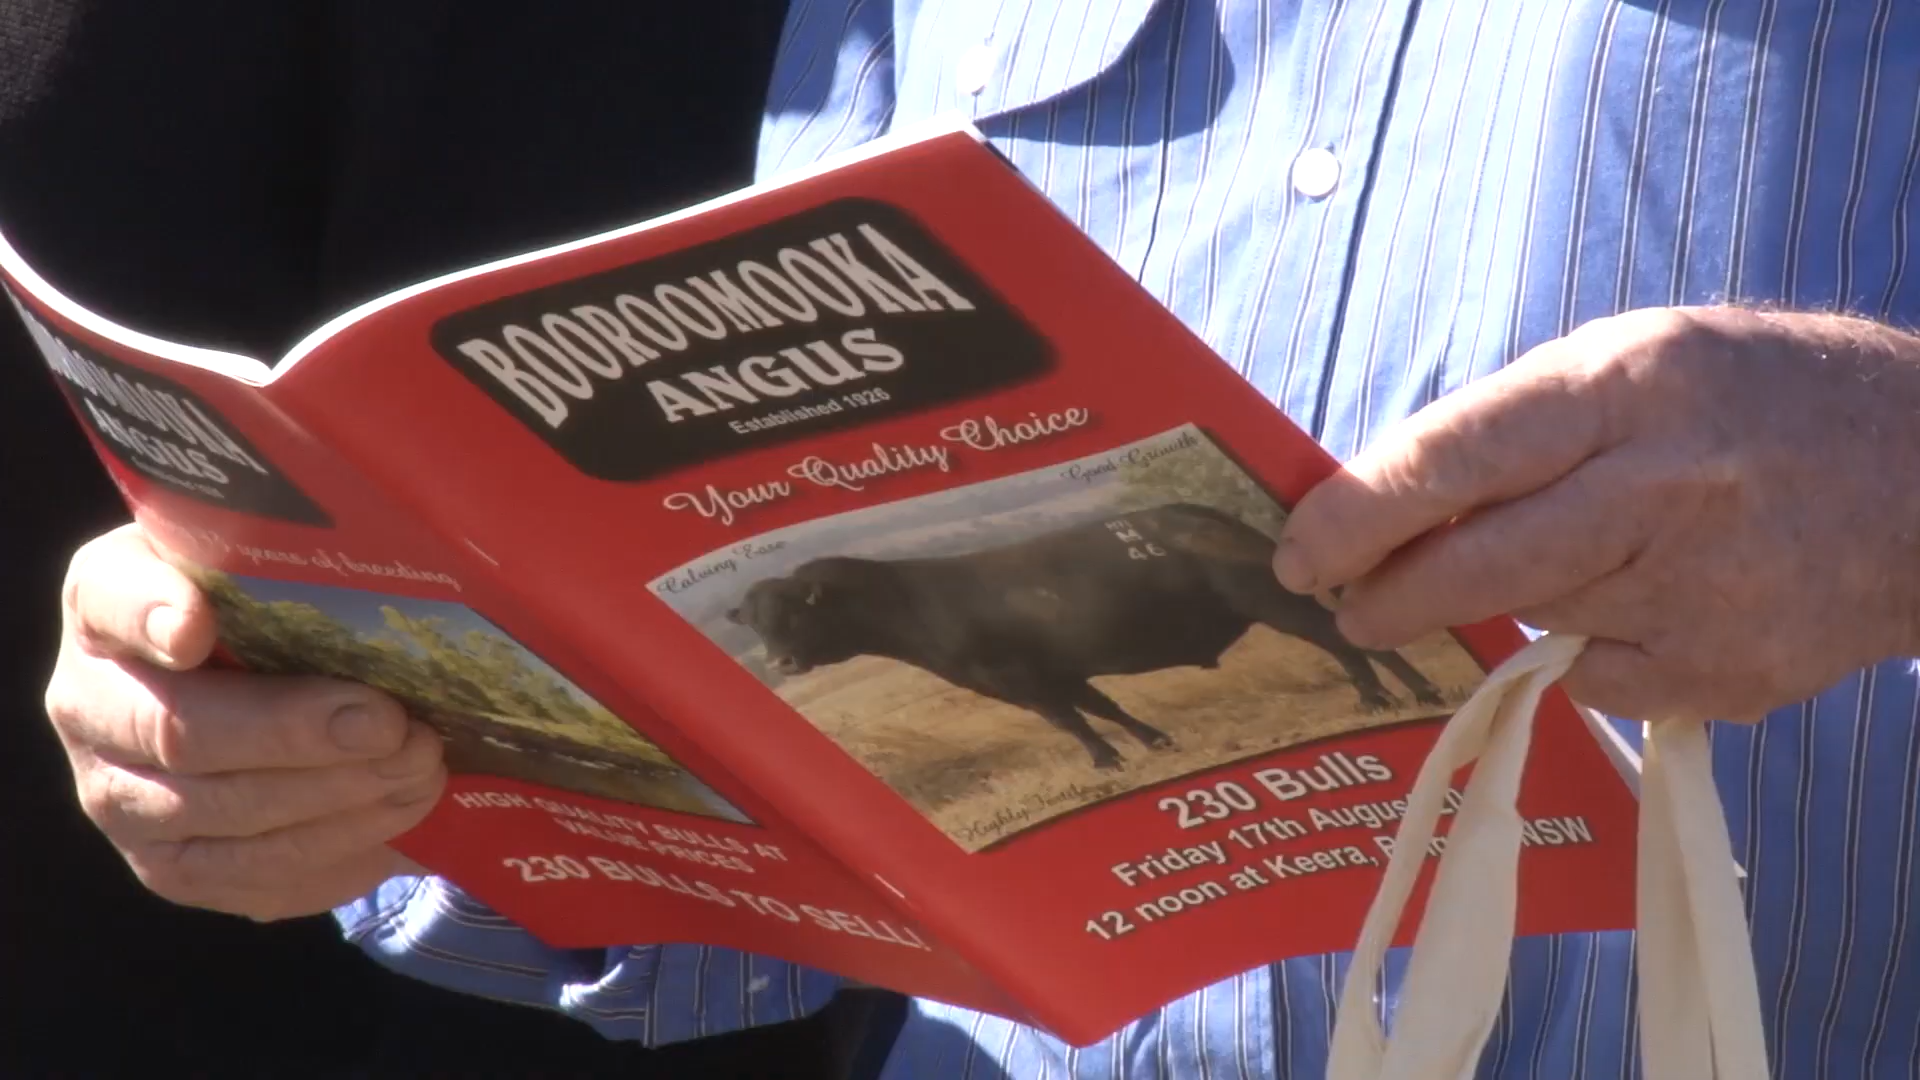 BOOROOMOOKA
ANGUS
Established 1926
Your Quality Choice
Calving Ease
Good Growth
M
46
Highly
230 Bulls
Friday 17th August
12 noon at Keera, NSW
BOOROOMOOKA
ANGUS
years of breeding
HIGH QUALITY BULLS AT
VALUE PRICES
230 BULLS TO SELL!